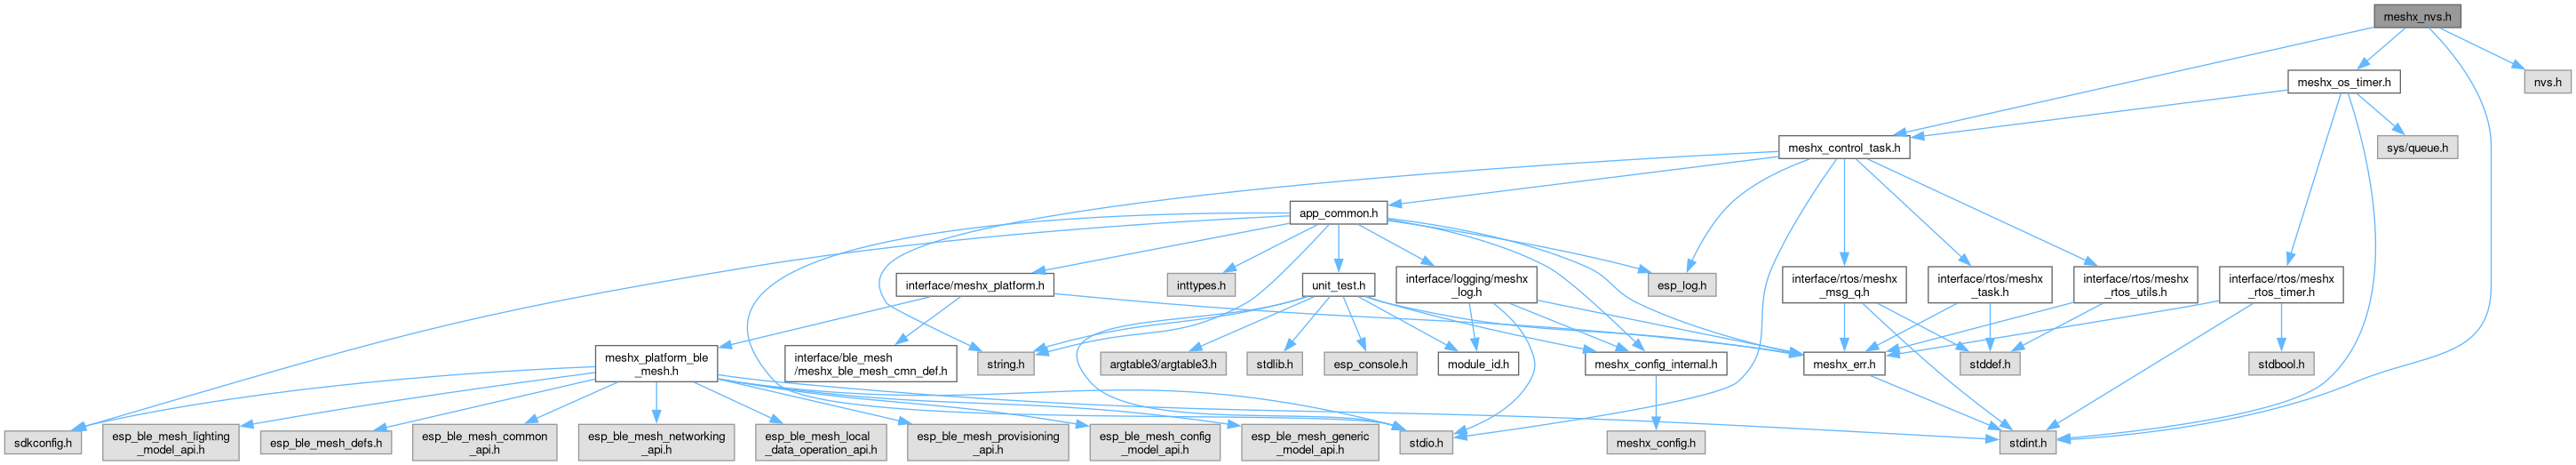 meshx_nvs.h
meshx_os_timer.h
nvs.h
meshx_control_task.h
sys/queue.h
app_common.h
interface/meshx_platform.h
inttypes.h
unit_test.h
interface/logging/meshx
_log.h
esp_log.h
interface/rtos/meshx
_msg_q.h
interface/rtos/meshx
_task.h
interface/rtos/meshx
_rtos_utils.h
interface/rtos/meshx
_rtos_timer.h
meshx_platform_ble
_mesh.h
interface/ble_mesh
/meshx_ble_mesh_cmn_def.h
string.h
argtable3/argtable3.h
stdlib.h
esp_console.h
module_id.h
meshx_config_internal.h
meshx_err.h
stddef.h
stdbool.h
sdkconfig.h
esp_ble_mesh_lighting
_model_api.h
esp_ble_mesh_defs.h
esp_ble_mesh_common
_api.h
esp_ble_mesh_networking
_api.h
esp_ble_mesh_local
_data_operation_api.h
esp_ble_mesh_provisioning
_api.h
esp_ble_mesh_config
_model_api.h
esp_ble_mesh_generic
_model_api.h
stdio.h
meshx_config.h
stdint.h